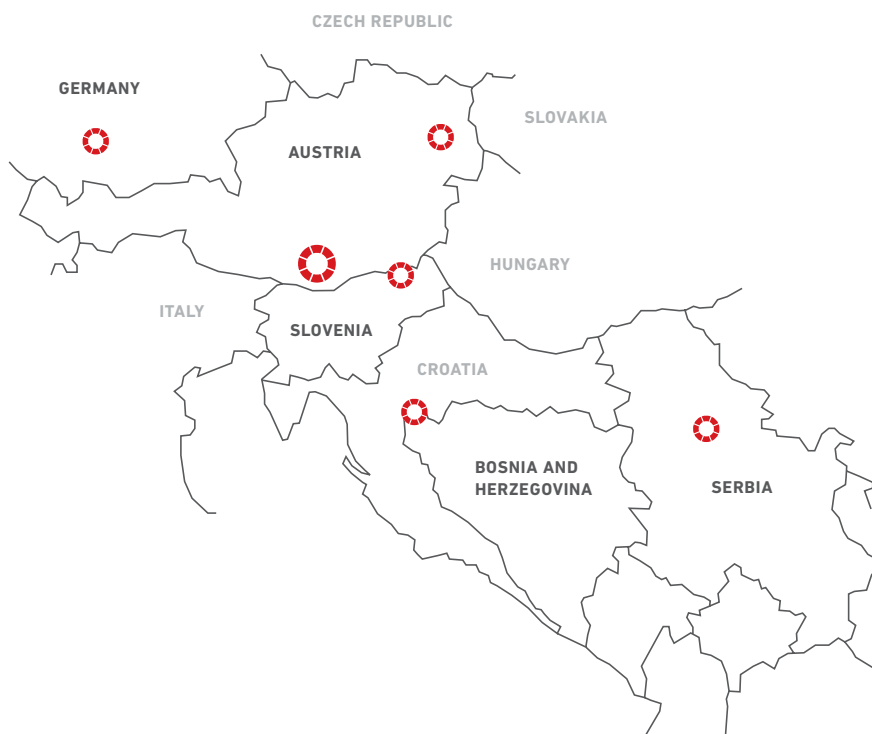 CZECH REPUBLIC
GERMANY
SLOVAKIA
AUSTRIA
HUNGARY
ITALY
SLOVENIA
CROATIA
BOSNIA AND
HERZEGOVINA
SERBIA